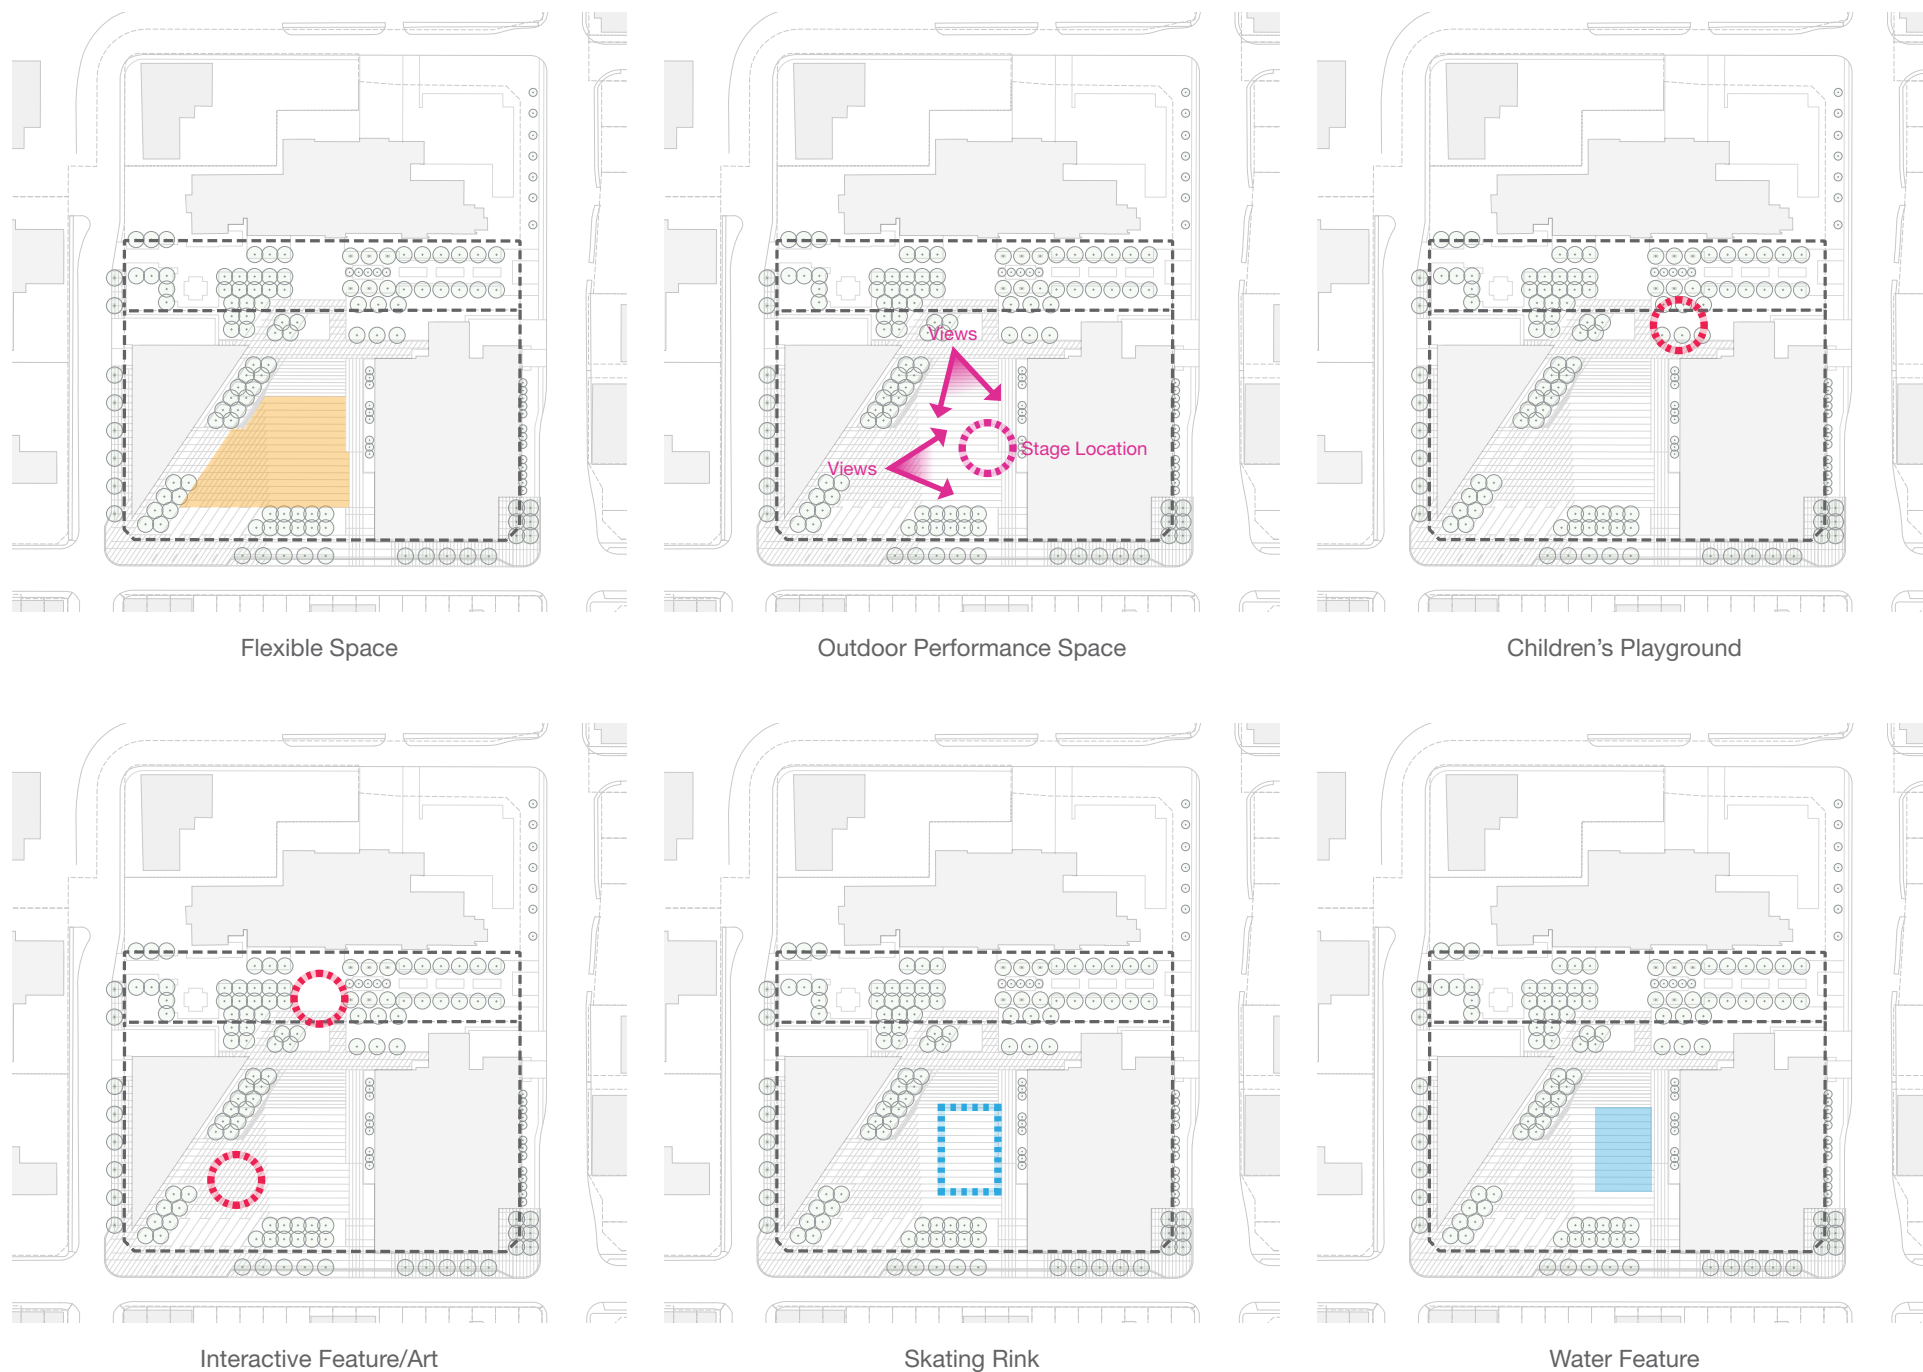 Views
Views
Stage Location
Flexible Space
Outdoor Performance Space
Children’s Playground
Interactive Feature/Art
Skating Rink
Water Feature